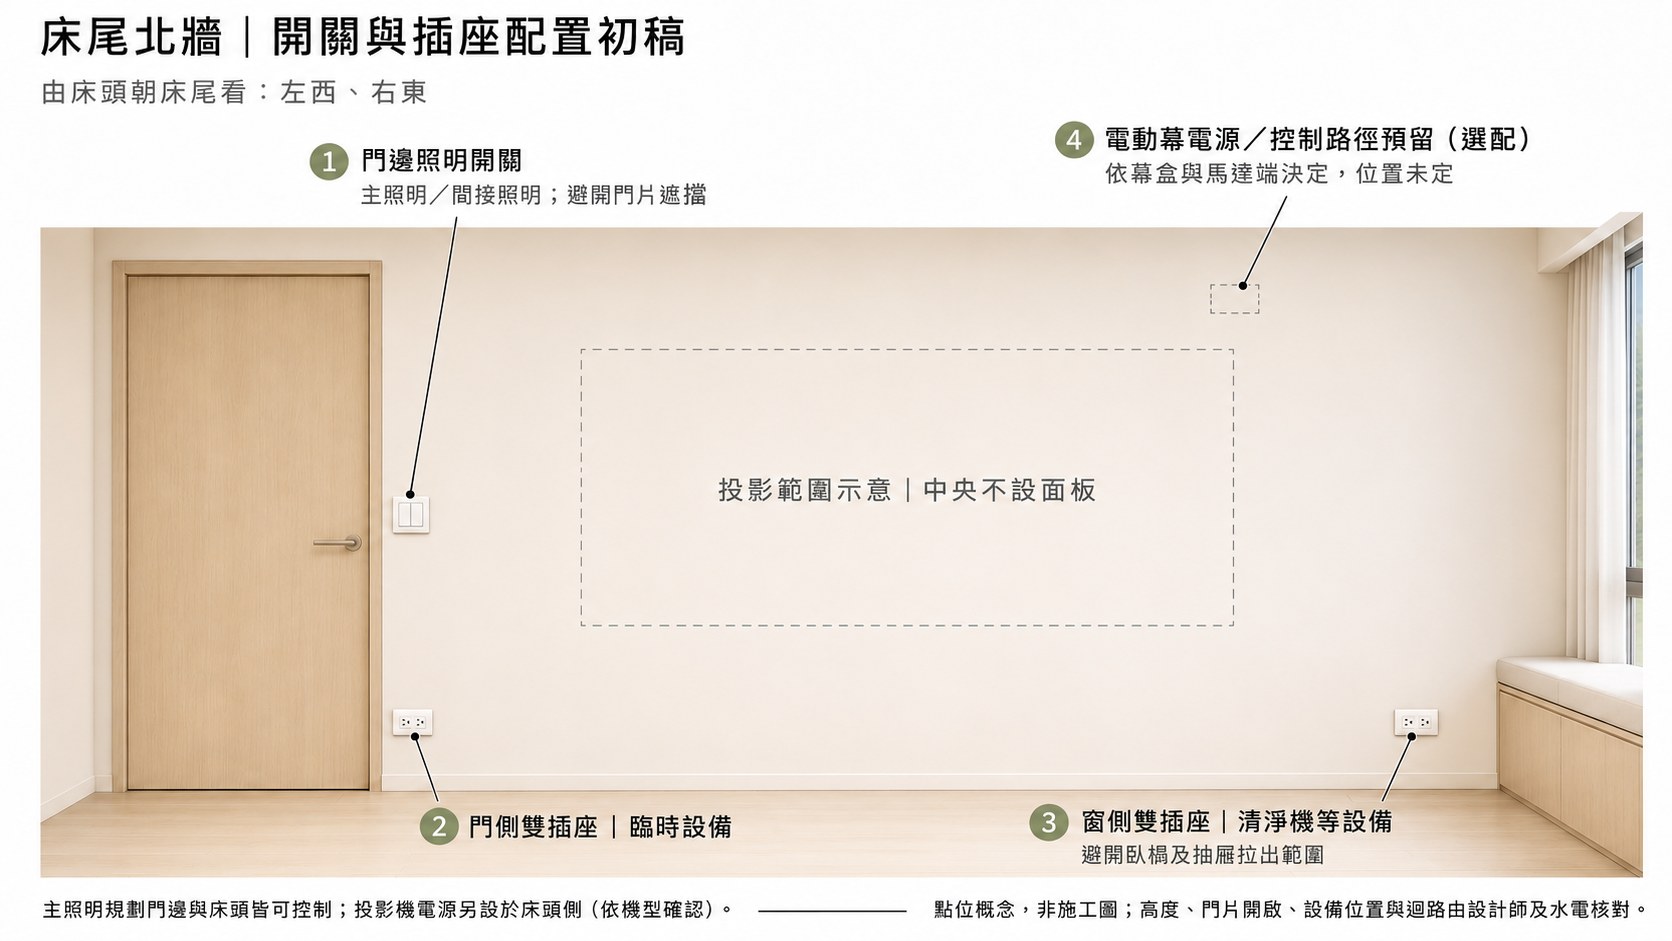 床尾北牆｜開關與插座配置初稿
由床頭朝床尾看：左西、右東
1 門邊照明開關
主照明／間接照明；避開門片遮擋
4 電動幕電源／控制路徑預留（選配）
依幕盒與馬達端決定，位置未定
投影範圍示意｜中央不設面板
2 門側雙插座｜臨時設備
3 窗側雙插座｜清淨機等設備
避開臥榻及抽屜拉出範圍
主照明規劃門邊與床頭皆可控制；投影機電源另設於床頭側（依機型確認）。
點位概念，非施工圖；高度、門片開啟、設備位置與迴路由設計師及水電核對。